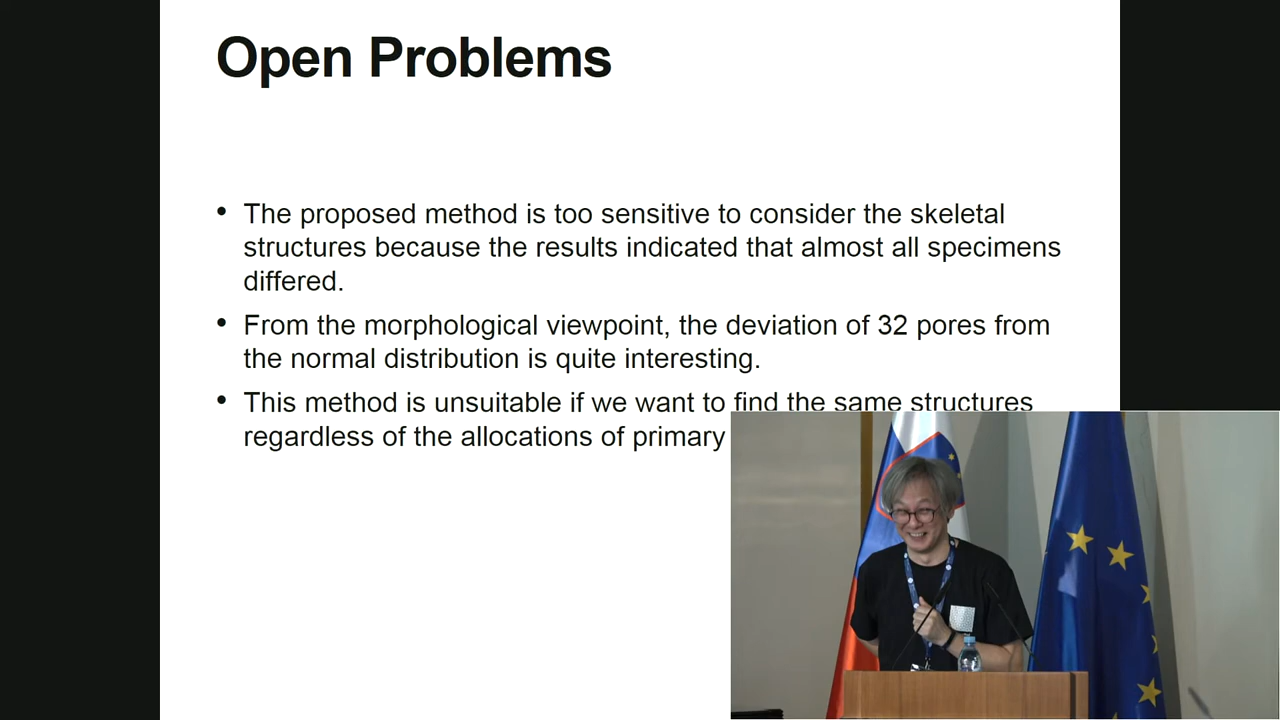 Open Problems
• The proposed method is too sensitive to consider the skeletal
structures because the results indicated that almost all specimens
differed.
• From the morphological viewpoint, the deviation of 32 pores from
the normal distribution is quite interesting.
• This method is unsuitable if we want to find the same structures
regardless of the allocations of primary